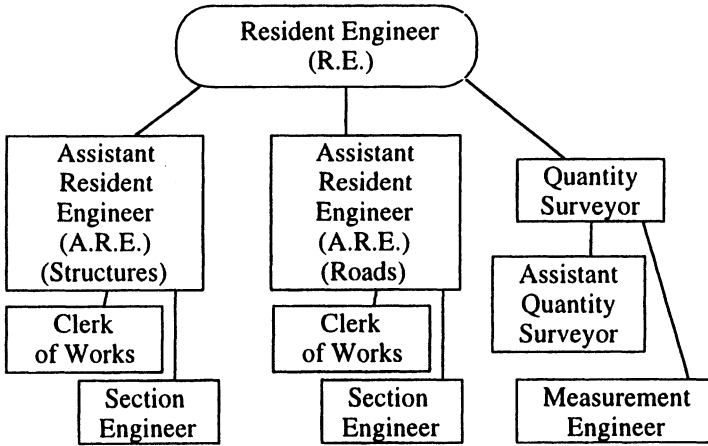 Resident Engineer
(R.E.)
Assistant
Resident
Engineer
(A.R.E.)
(Structures)
Assistant
Resident
Engineer
(A.R.E.)
(Roads)
Quantity
Surveyor
Clerk
of Works
Clerk
of Works
Assistant
Quantity
Surveyor
Section
Engineer
Section
Engineer
Measurement
Engineer